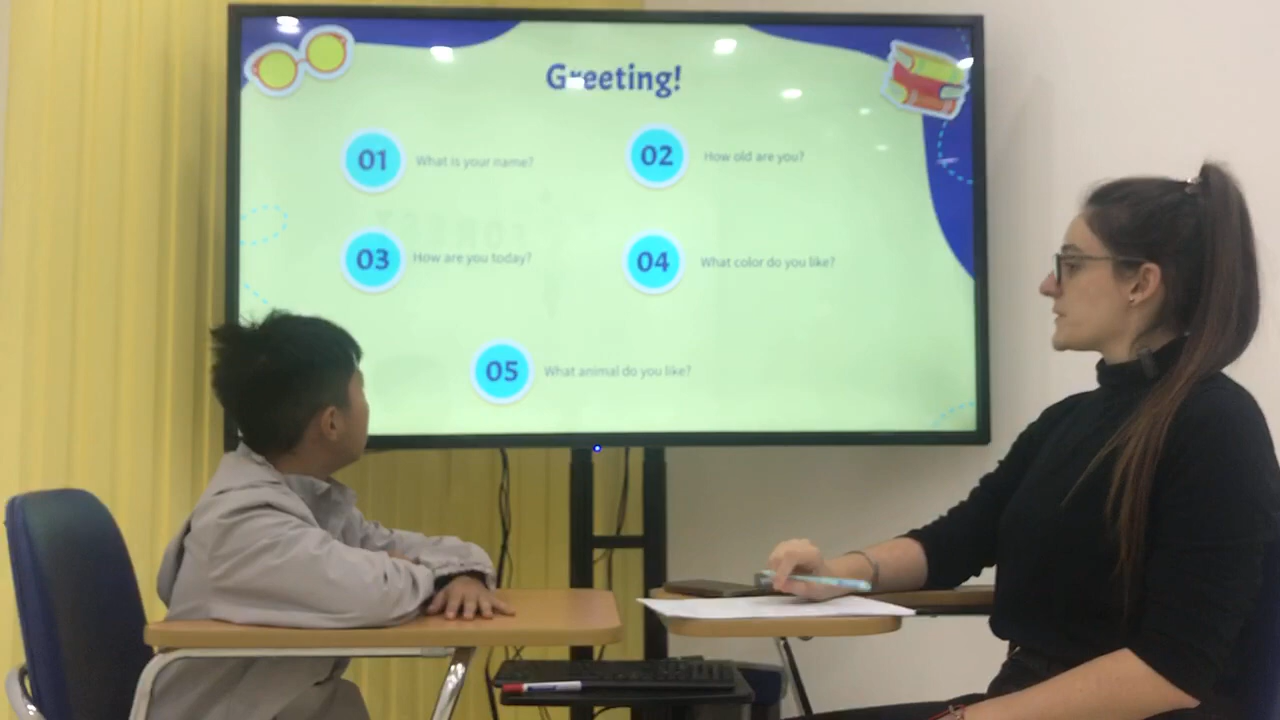 Greeting!
01 What is your name?
02 How old are you?
03 How are you today?
04 What color do you like?
05 What animal do you like?